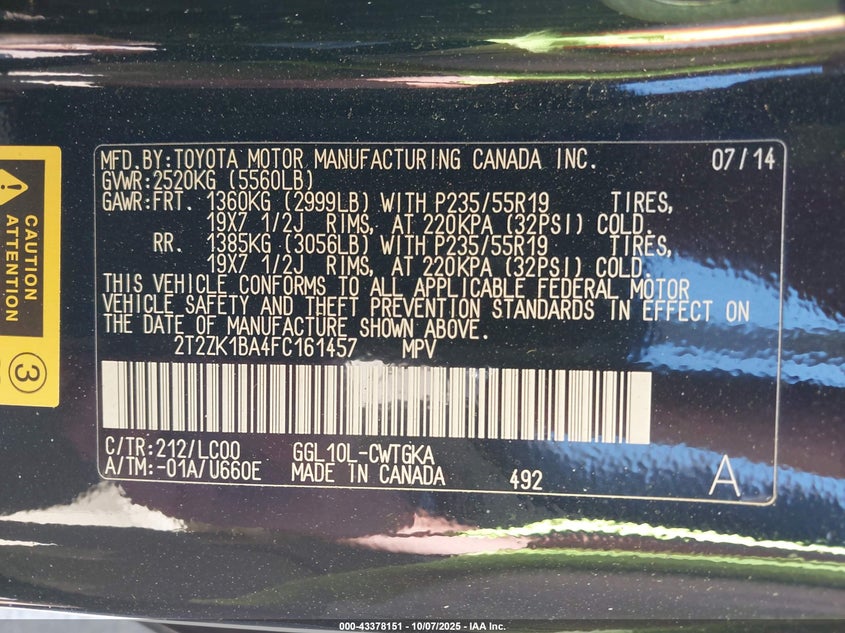 CAUTION
ATTENTION
3
MFD. BY: TOYOTA MOTOR MANUFACTURING CANADA INC. 07/14
GVWR: 2520KG (5560LB)
GAWR: FRT. 1360KG (2999LB) WITH P235/55R19 TIRES,
19X7 1/2J RIMS, AT 220KPA (32PSI) COLD.
RR. 1385KG (3056LB) WITH P235/55R19 TIRES,
19X7 1/2J RIMS, AT 220KPA (32PSI) COLD.
THIS VEHICLE CONFORMS TO ALL APPLICABLE FEDERAL MOTOR
VEHICLE SAFETY AND THEFT PREVENTION STANDARDS IN EFFECT ON
THE DATE OF MANUFACTURE SHOWN ABOVE.
2T2ZK1BA4FC161457 MPV
C/TR: 212/LC00 GGL10L-CWTGKA
A/TM: -01A/U660E MADE IN CANADA 492 A
000-43378151 - 10/07/2025 - IAA Inc.